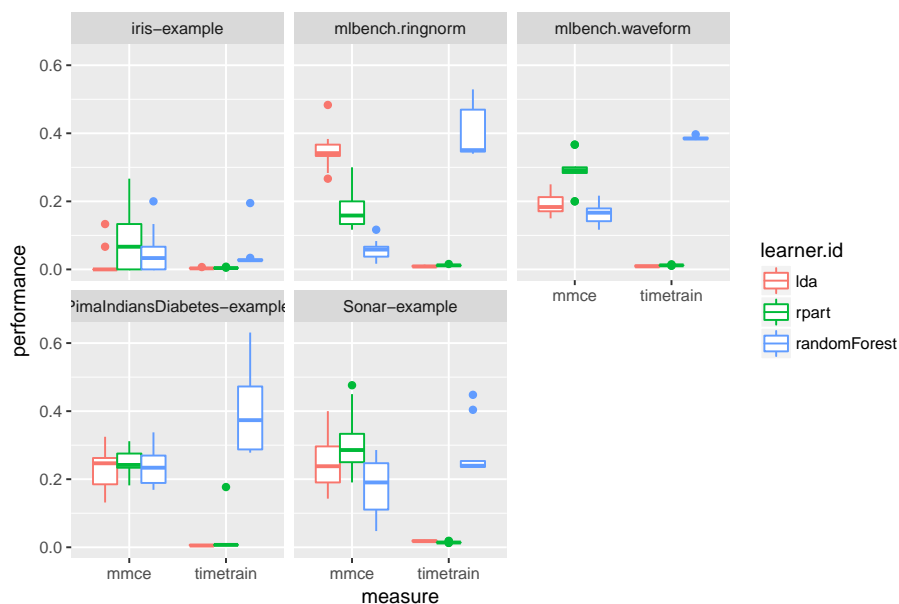 iris−example
mlbench.ringnorm
mlbench.waveform
0.6
0.4
0.2
0.0
PimaIndiansDiabetes−example
Sonar−example
mmce
timetrain
0.6
0.4
0.2
0.0
mmce
timetrain
mmce
timetrain
measure
performance
learner.id
lda
rpart
randomForest